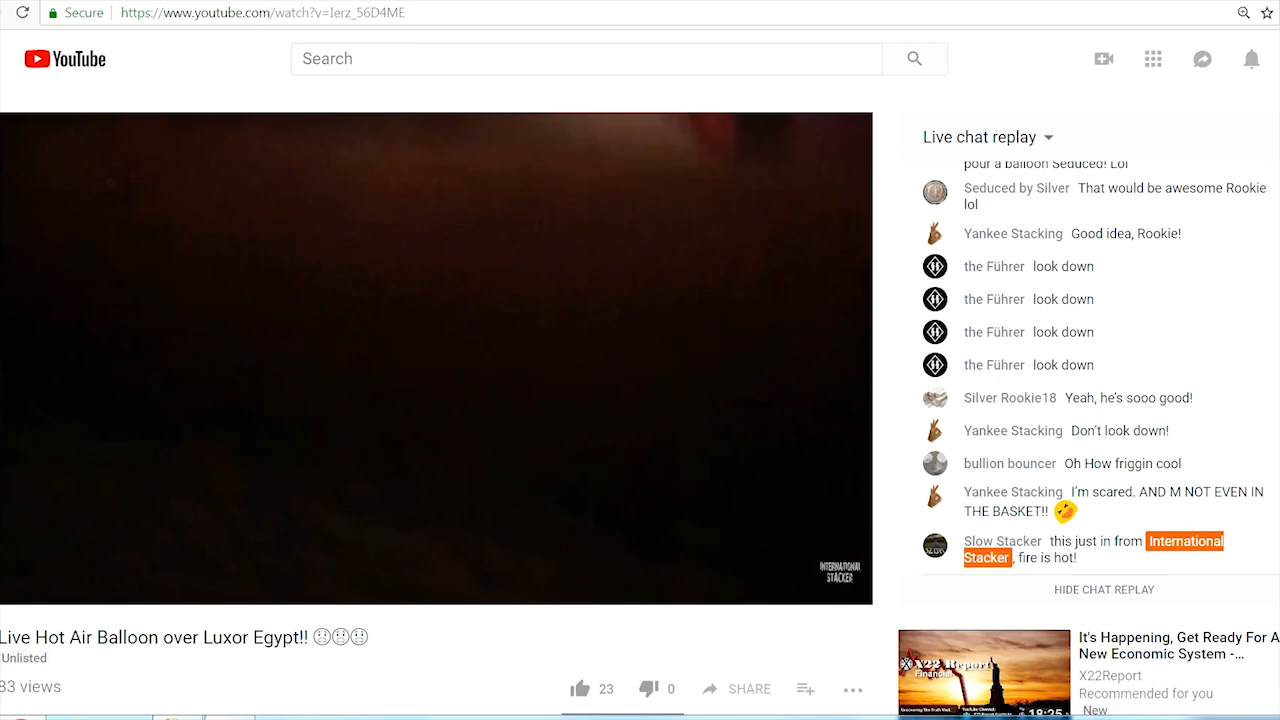 Secure https://www.youtube.com/watch?v=Ierz_56D4ME
YouTube
Search
Live chat replay
pour a balloon Seduced! Lol
Seduced by Silver That would be awesome Rookie
lol
Yankee Stacking Good idea, Rookie!
the Führer look down
the Führer look down
the Führer look down
the Führer look down
Silver Rookie18 Yeah, he's sooo good!
Yankee Stacking Don't look down!
bullion bouncer Oh How friggin cool
Yankee Stacking I'm scared. AND M NOT EVEN IN
THE BASKET!!
Slow Stacker this just in from International
Stacker, fire is hot!
HIDE CHAT REPLAY
INTERNATIONAL
STACKER
Live Hot Air Balloon over Luxor Egypt!!
Unlisted
83 views
23
0
SHARE
X22 Report
Financial
18:25
It's Happening, Get Ready For A
New Economic System -...
X22Report
Recommended for you
New